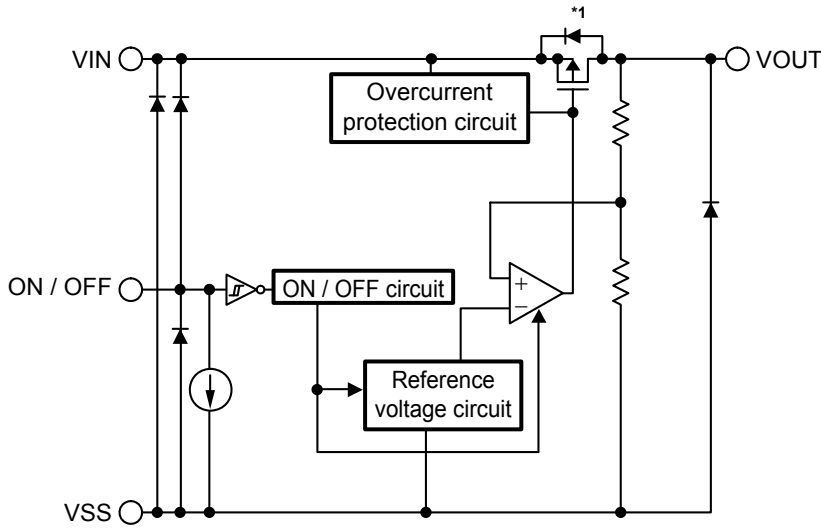 *1
VIN
VOUT
Overcurrent
protection circuit
ON / OFF
ON / OFF circuit
+
−
Reference
voltage circuit
VSS